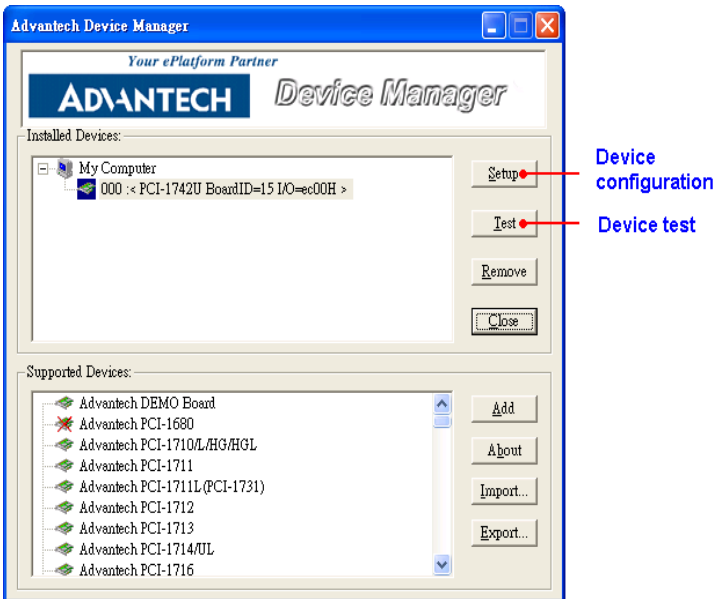 Advantech Device Manager
Your ePlatform Partner
ADVANTECH Device Manager
Installed Devices:
My Computer
000 :< PCI-1742U BoardID=15 I/O=ec00H >
Setup
Device
configuration
Test
Device test
Remove
Close
Supported Devices:
Advantech DEMO Board
Advantech PCI-1680
Advantech PCI-1710/L/HG/HGL
Advantech PCI-1711
Advantech PCI-1711L (PCI-1731)
Advantech PCI-1712
Advantech PCI-1713
Advantech PCI-1714/UL
Advantech PCI-1716
Add
About
Import...
Export...